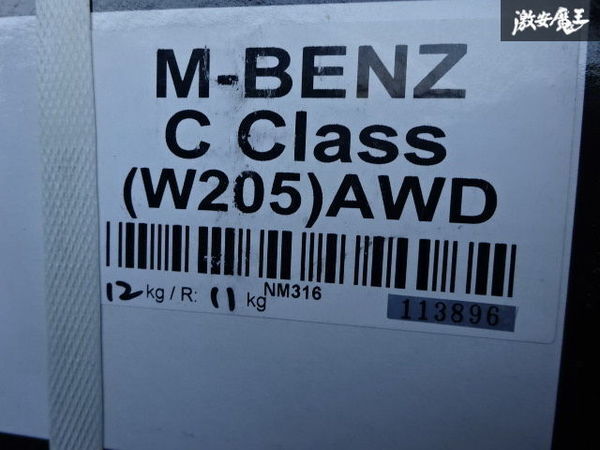 激安魔王
M-BENZ
C Class
(W205)AWD
12 kg / R: 11 kg NM316
113896